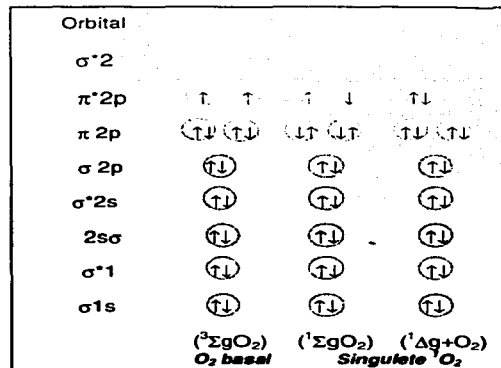 Orbital
σ*2
π*2p ↑ ↑ ↑ ↓ ↑↓
π 2p ↑↓ ↑↓ ↓↑ ↓↑ ↑↓ ↑↓
σ 2p ↑↓ ↑↓ ↑↓
σ*2s ↑↓ ↑↓ ↑↓
2sσ ↑↓ ↑↓ ↑↓
σ*1 ↑↓ ↑↓ ↑↓
σ1s ↑↓ ↑↓ ↑↓
(³ΣgO₂) (¹ΣgO₂) (¹Δg+O₂)
O₂ basal Singulete ¹O₂